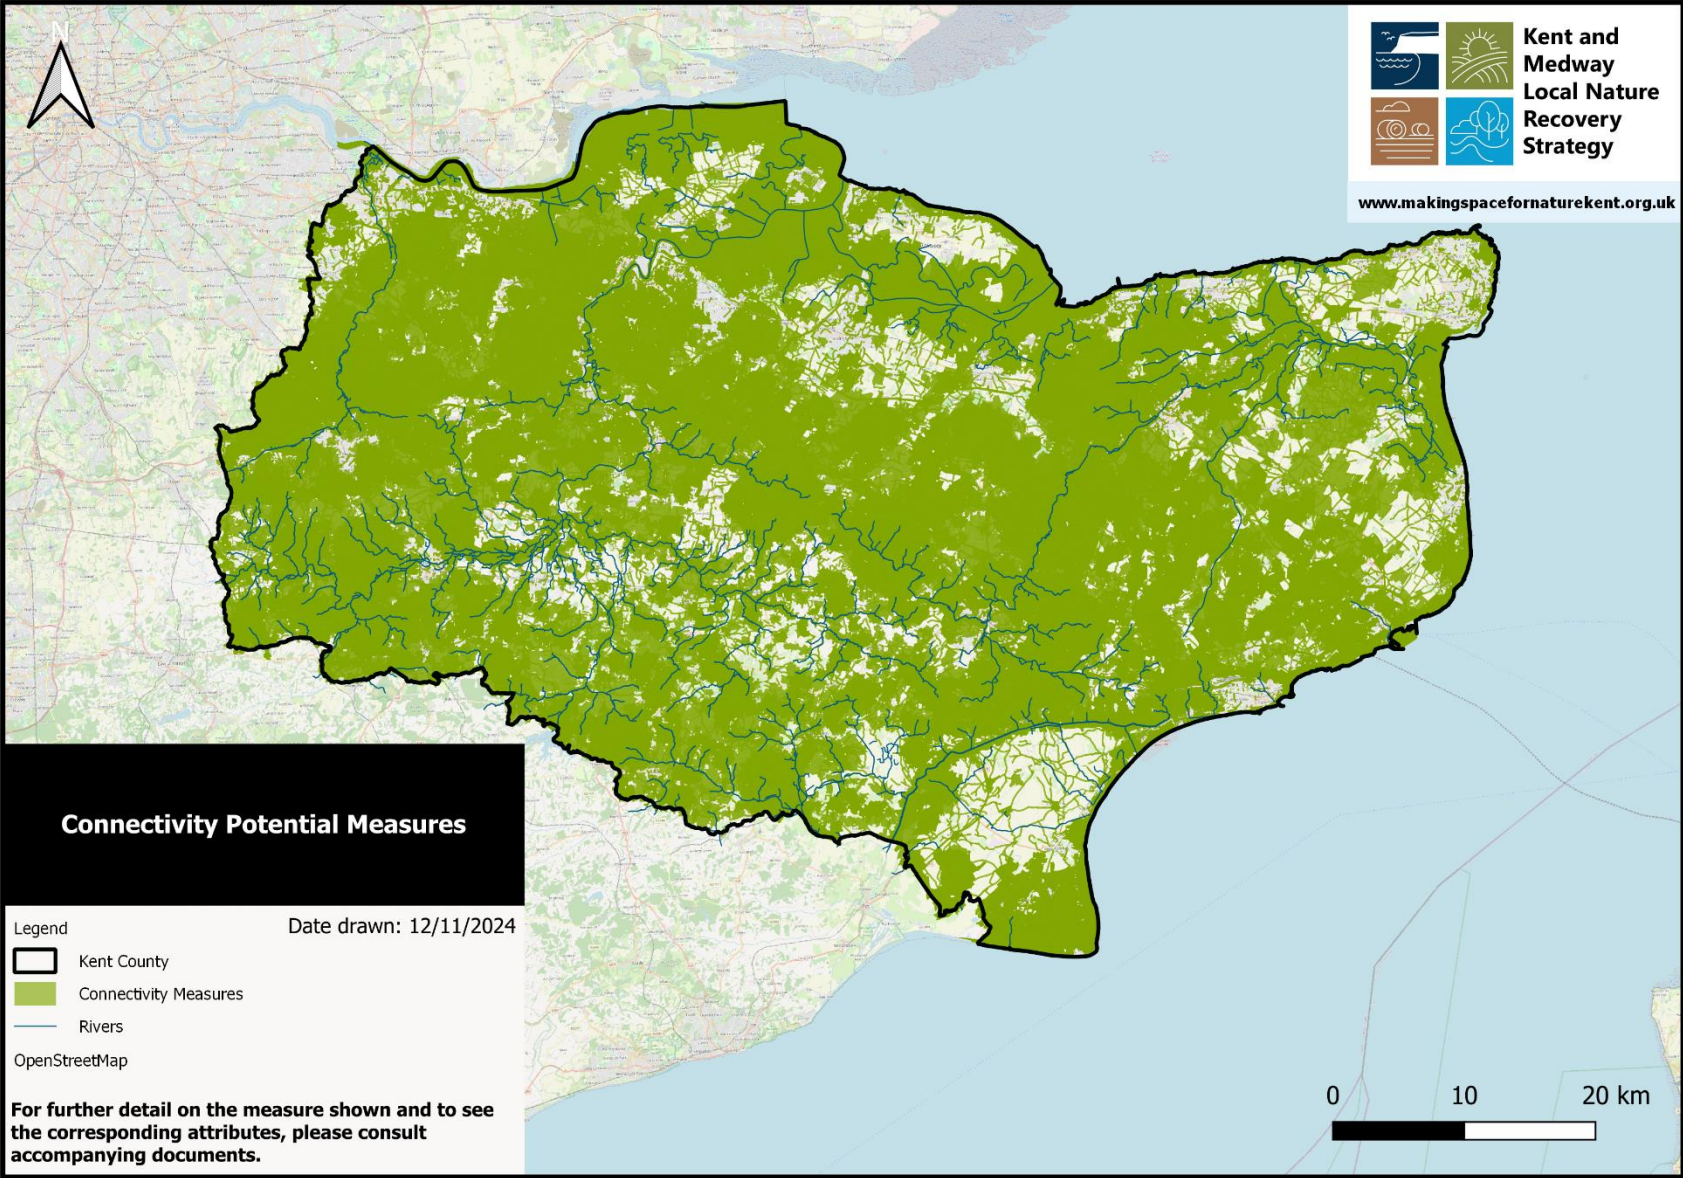 N
Kent and
Medway
Local Nature
Recovery
Strategy
www.makingspacefornaturekent.org.uk
Connectivity Potential Measures
Legend
Date drawn: 12/11/2024
Kent County
Connectivity Measures
Rivers
OpenStreetMap
For further detail on the measure shown and to see
the corresponding attributes, please consult
accompanying documents.
0 10 20 km